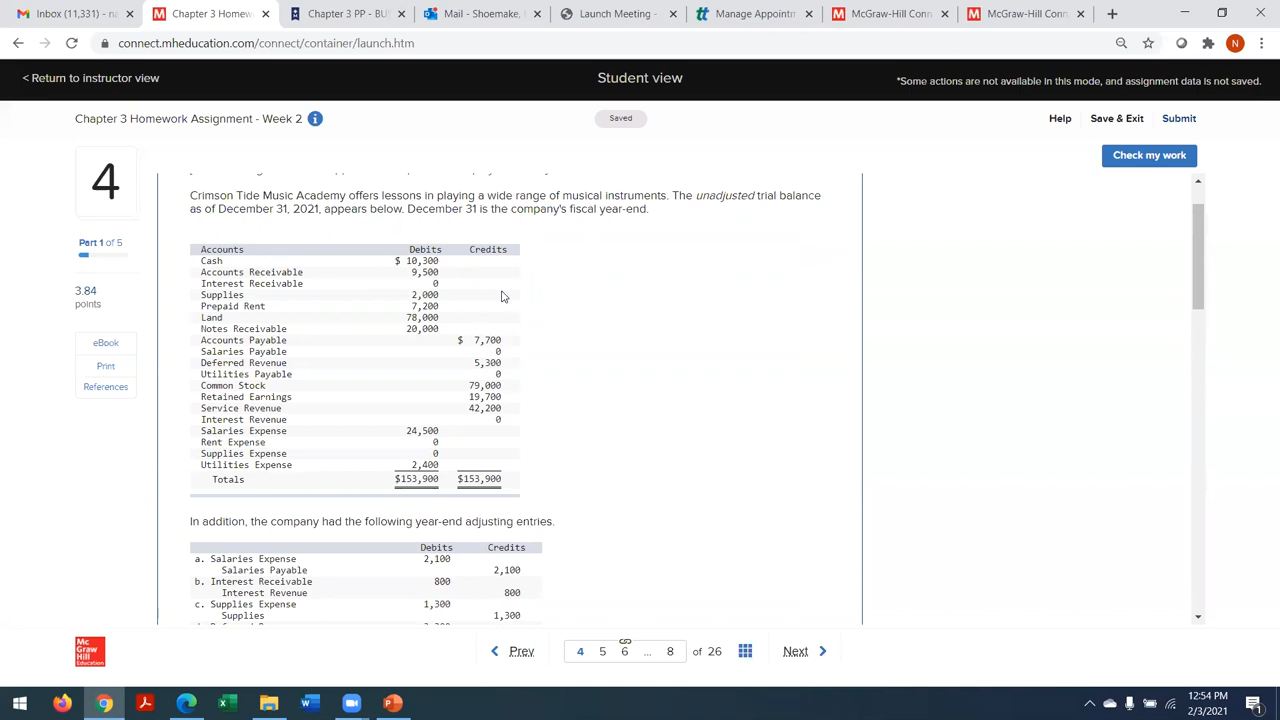 Inbox (11,331) - na
Chapter 3 Homew
Chapter 3 PP - BU
Mail - Shoemake,
Launch Meeting -
Manage Appointm
McGraw-Hill Conn
McGraw-Hill Conn
connect.mheducation.com/connect/container/launch.htm
N
< Return to instructor view
Student view
*Some actions are not available in this mode, and assignment data is not saved.
Chapter 3 Homework Assignment - Week 2 i
Saved
Help Save & Exit Submit
Check my work
4
Part 1 of 5
3.84
points
eBook
Print
References
Crimson Tide Music Academy offers lessons in playing a wide range of musical instruments. The unadjusted trial balance
as of December 31, 2021, appears below. December 31 is the company's fiscal year-end.
Accounts Debits Credits
Cash $ 10,300
Accounts Receivable 9,500
Interest Receivable 0
Supplies 2,000
Prepaid Rent 7,200
Land 78,000
Notes Receivable 20,000
Accounts Payable $ 7,700
Salaries Payable 0
Deferred Revenue 5,300
Utilities Payable 0
Common Stock 79,000
Retained Earnings 19,700
Service Revenue 42,200
Interest Revenue 0
Salaries Expense 24,500
Rent Expense 0
Supplies Expense 0
Utilities Expense 2,400
Totals $153,900 $153,900
In addition, the company had the following year-end adjusting entries.
Debits Credits
a. Salaries Expense 2,100
Salaries Payable 2,100
b. Interest Receivable 800
Interest Revenue 800
c. Supplies Expense 1,300
Supplies 1,300
Mc
Graw
Hill
Education
Prev 4 5 6 ... 8 of 26 Next
12:54 PM
2/3/2021